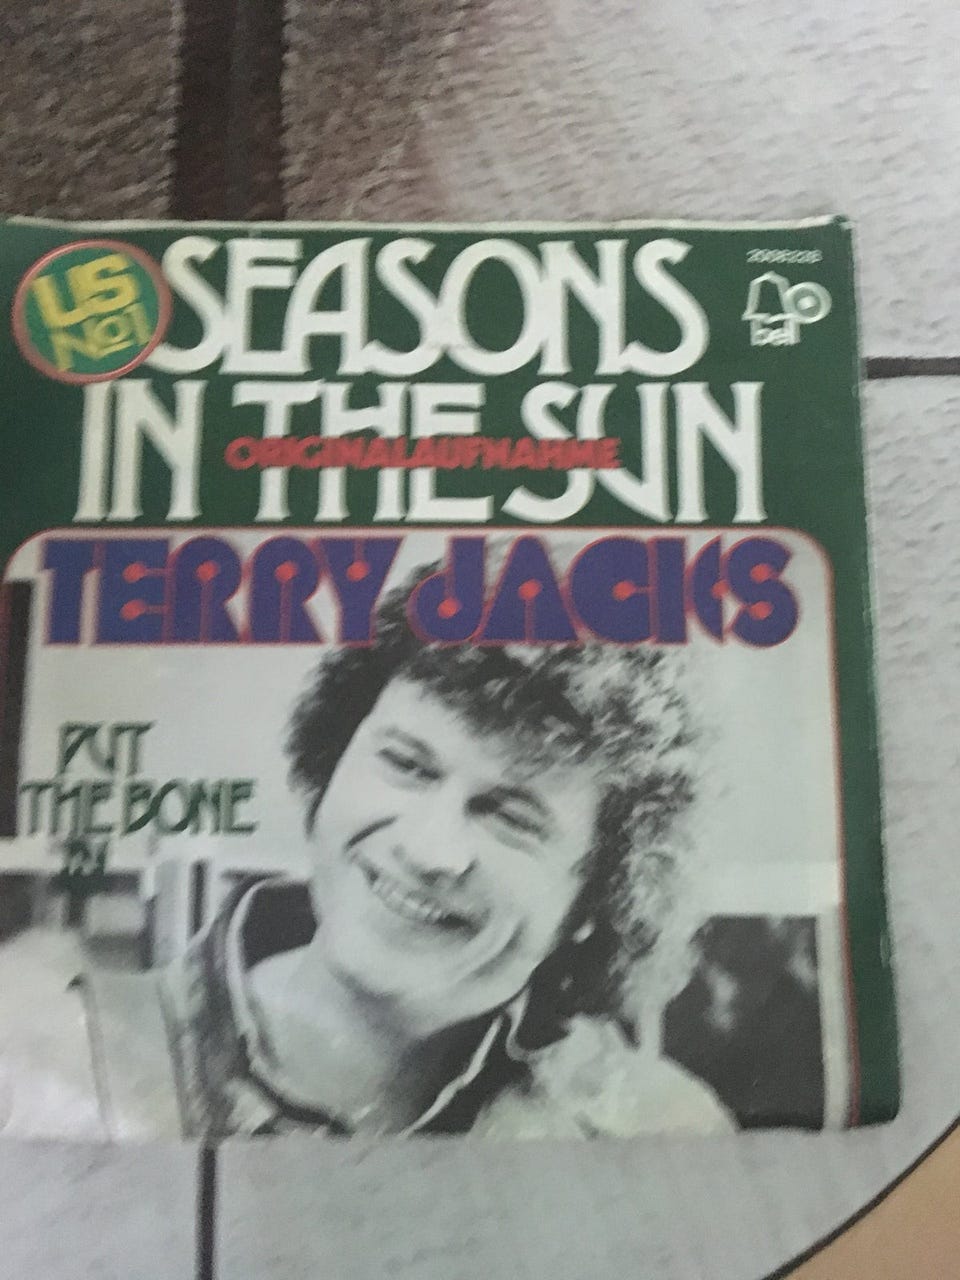 US
No1
SEASONS
IN THE SUN
ORIGINALAUFNAHME
bell
TERRY JACKS
PUT
THE BONE
IN